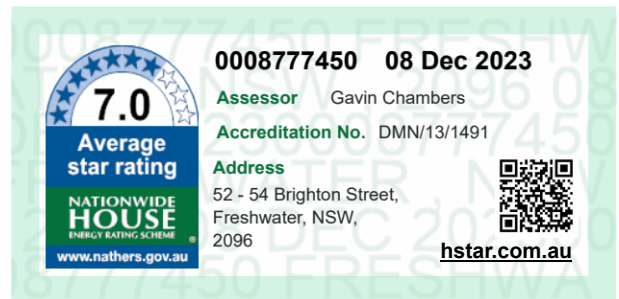 0008777450 08 Dec 2023
7.0
Average
star rating
NATIONWIDE
HOUSE
ENERGY RATING SCHEME ®
www.nathers.gov.au
Assessor Gavin Chambers
Accreditation No. DMN/13/1491
Address
52 - 54 Brighton Street,
Freshwater, NSW,
2096
hstar.com.au